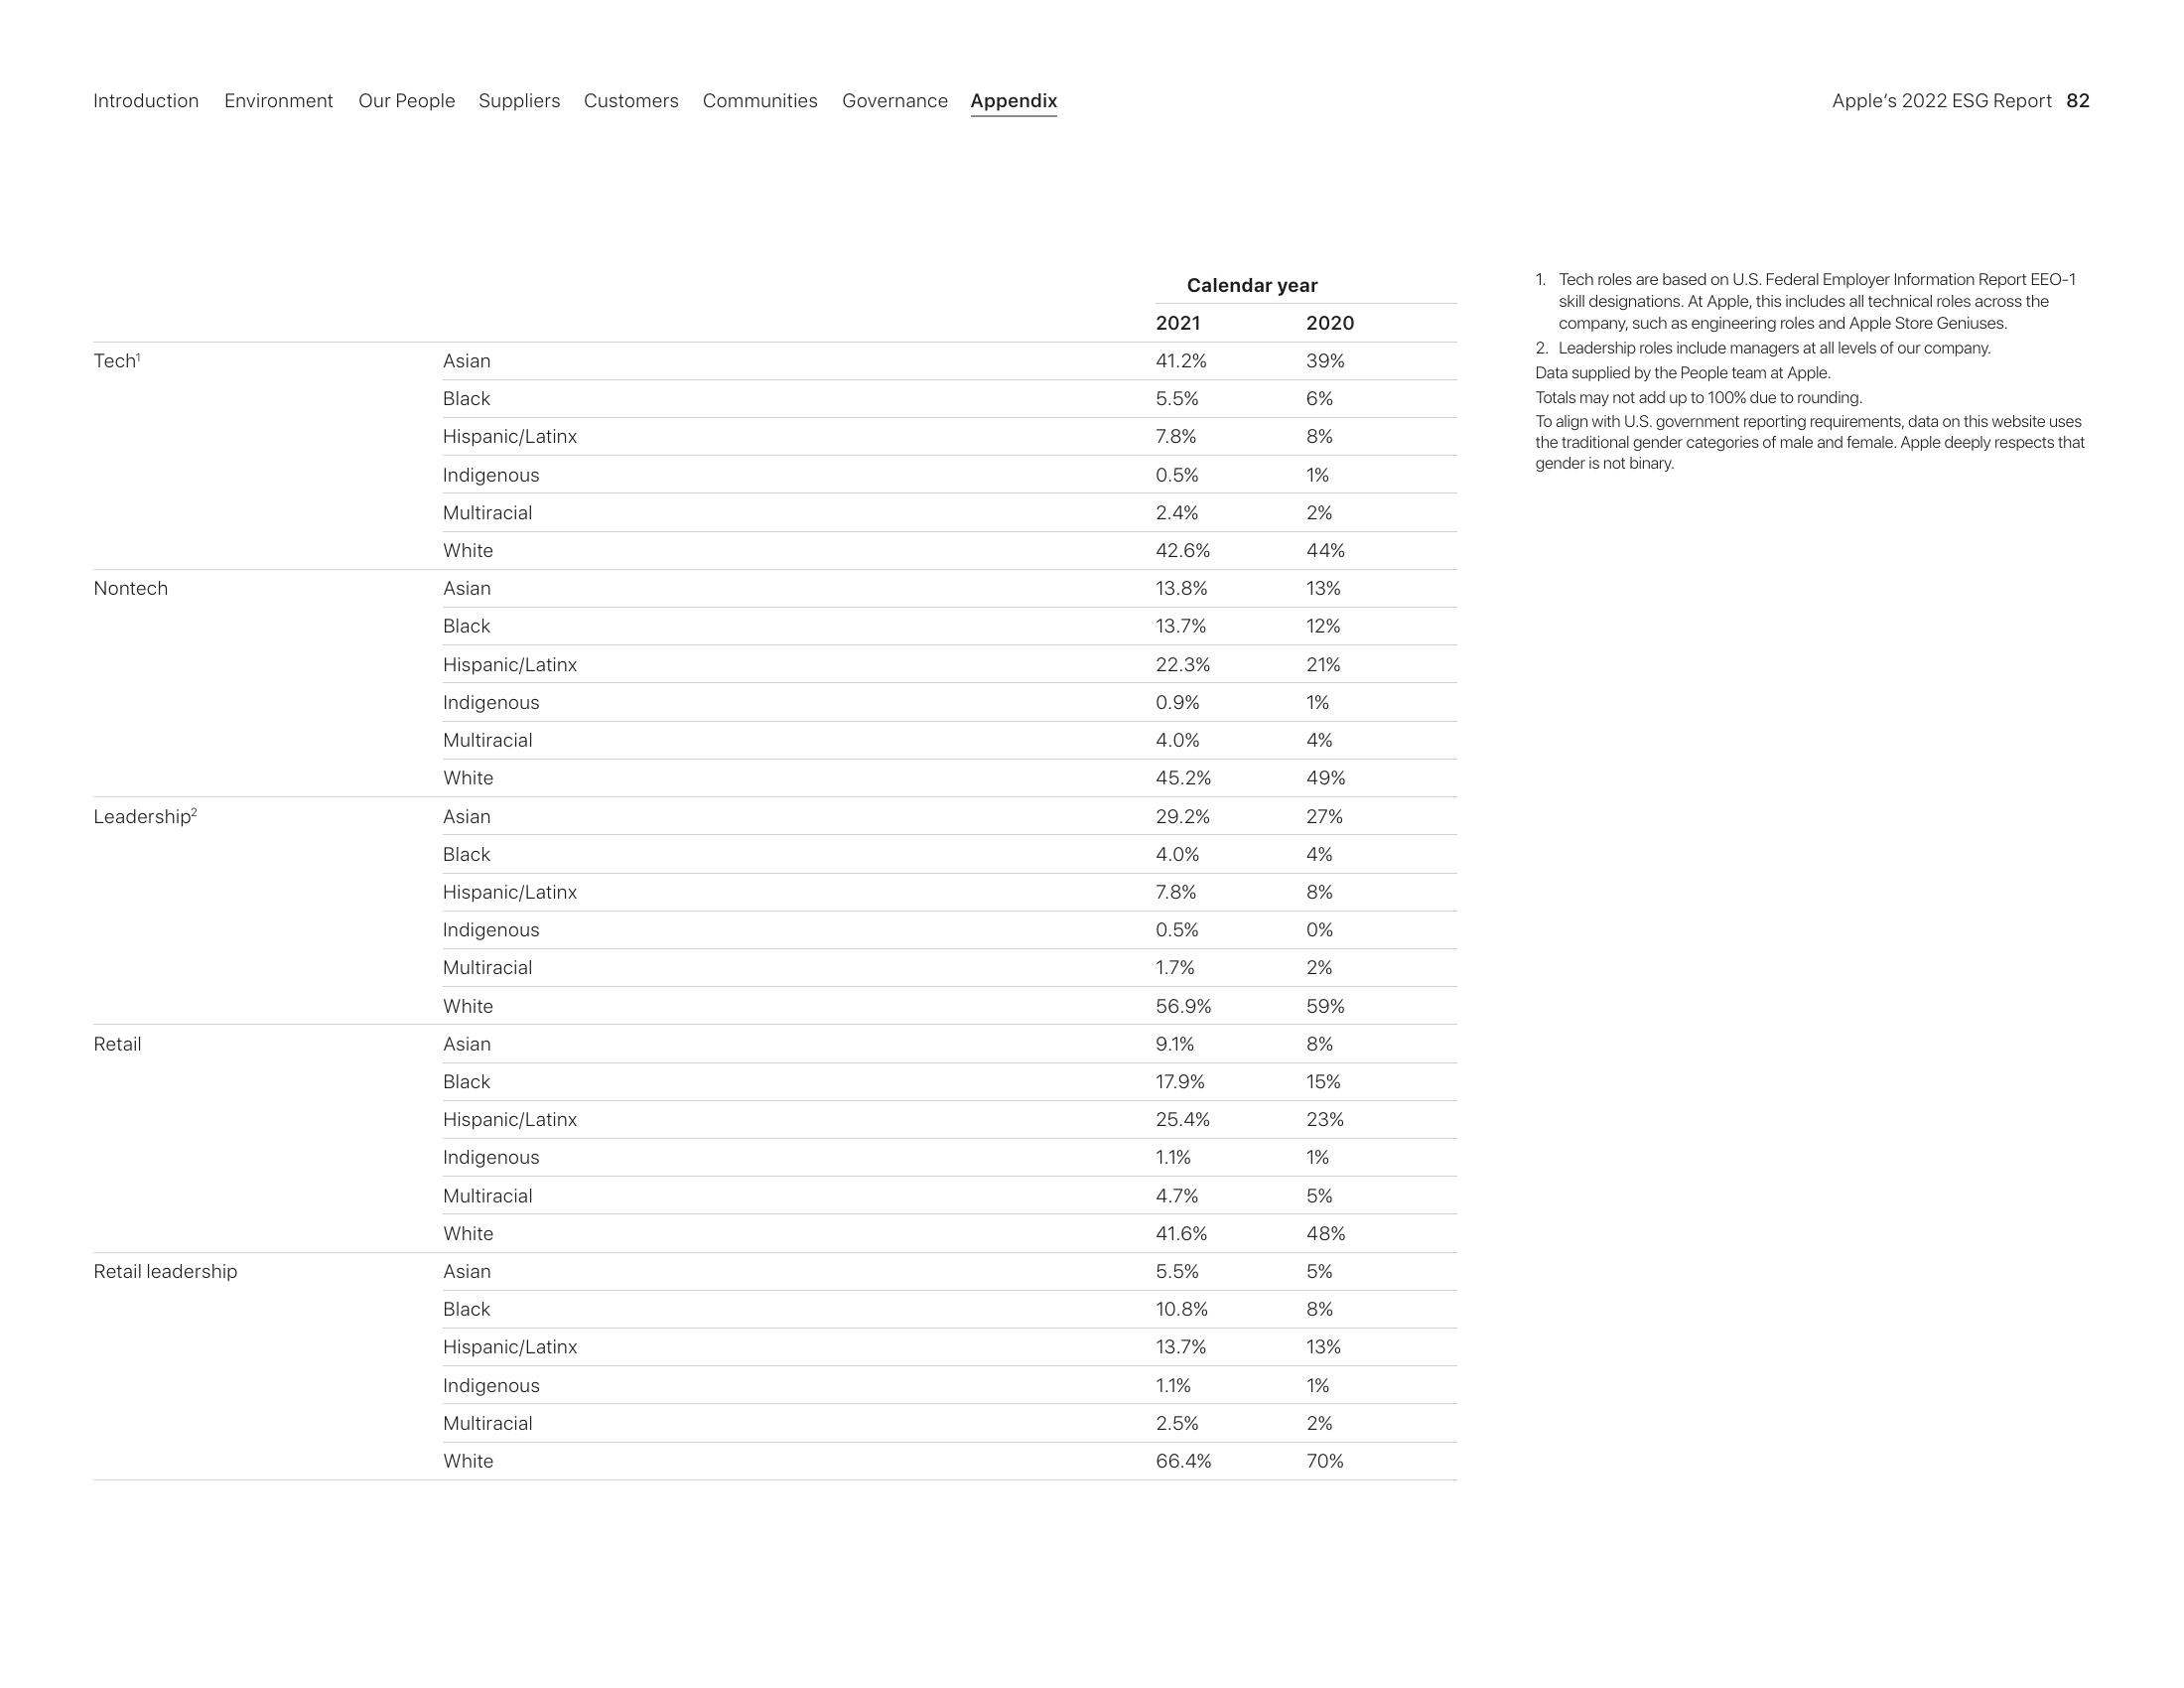 Introduction Environment Our People Suppliers Customers Communities Governance Appendix Apple's 2022 ESG Report 82
Calendar year
2021 2020
Tech¹ Asian 41.2% 39%
Black 5.5% 6%
Hispanic/Latinx 7.8% 8%
Indigenous 0.5% 1%
Multiracial 2.4% 2%
White 42.6% 44%
Nontech Asian 13.8% 13%
Black 13.7% 12%
Hispanic/Latinx 22.3% 21%
Indigenous 0.9% 1%
Multiracial 4.0% 4%
White 45.2% 49%
Leadership² Asian 29.2% 27%
Black 4.0% 4%
Hispanic/Latinx 7.8% 8%
Indigenous 0.5% 0%
Multiracial 1.7% 2%
White 56.9% 59%
Retail Asian 9.1% 8%
Black 17.9% 15%
Hispanic/Latinx 25.4% 23%
Indigenous 1.1% 1%
Multiracial 4.7% 5%
White 41.6% 48%
Retail leadership Asian 5.5% 5%
Black 10.8% 8%
Hispanic/Latinx 13.7% 13%
Indigenous 1.1% 1%
Multiracial 2.5% 2%
White 66.4% 70%
1. Tech roles are based on U.S. Federal Employer Information Report EEO-1
skill designations. At Apple, this includes all technical roles across the
company, such as engineering roles and Apple Store Geniuses.
2. Leadership roles include managers at all levels of our company.
Data supplied by the People team at Apple.
Totals may not add up to 100% due to rounding.
To align with U.S. government reporting requirements, data on this website uses
the traditional gender categories of male and female. Apple deeply respects that
gender is not binary.